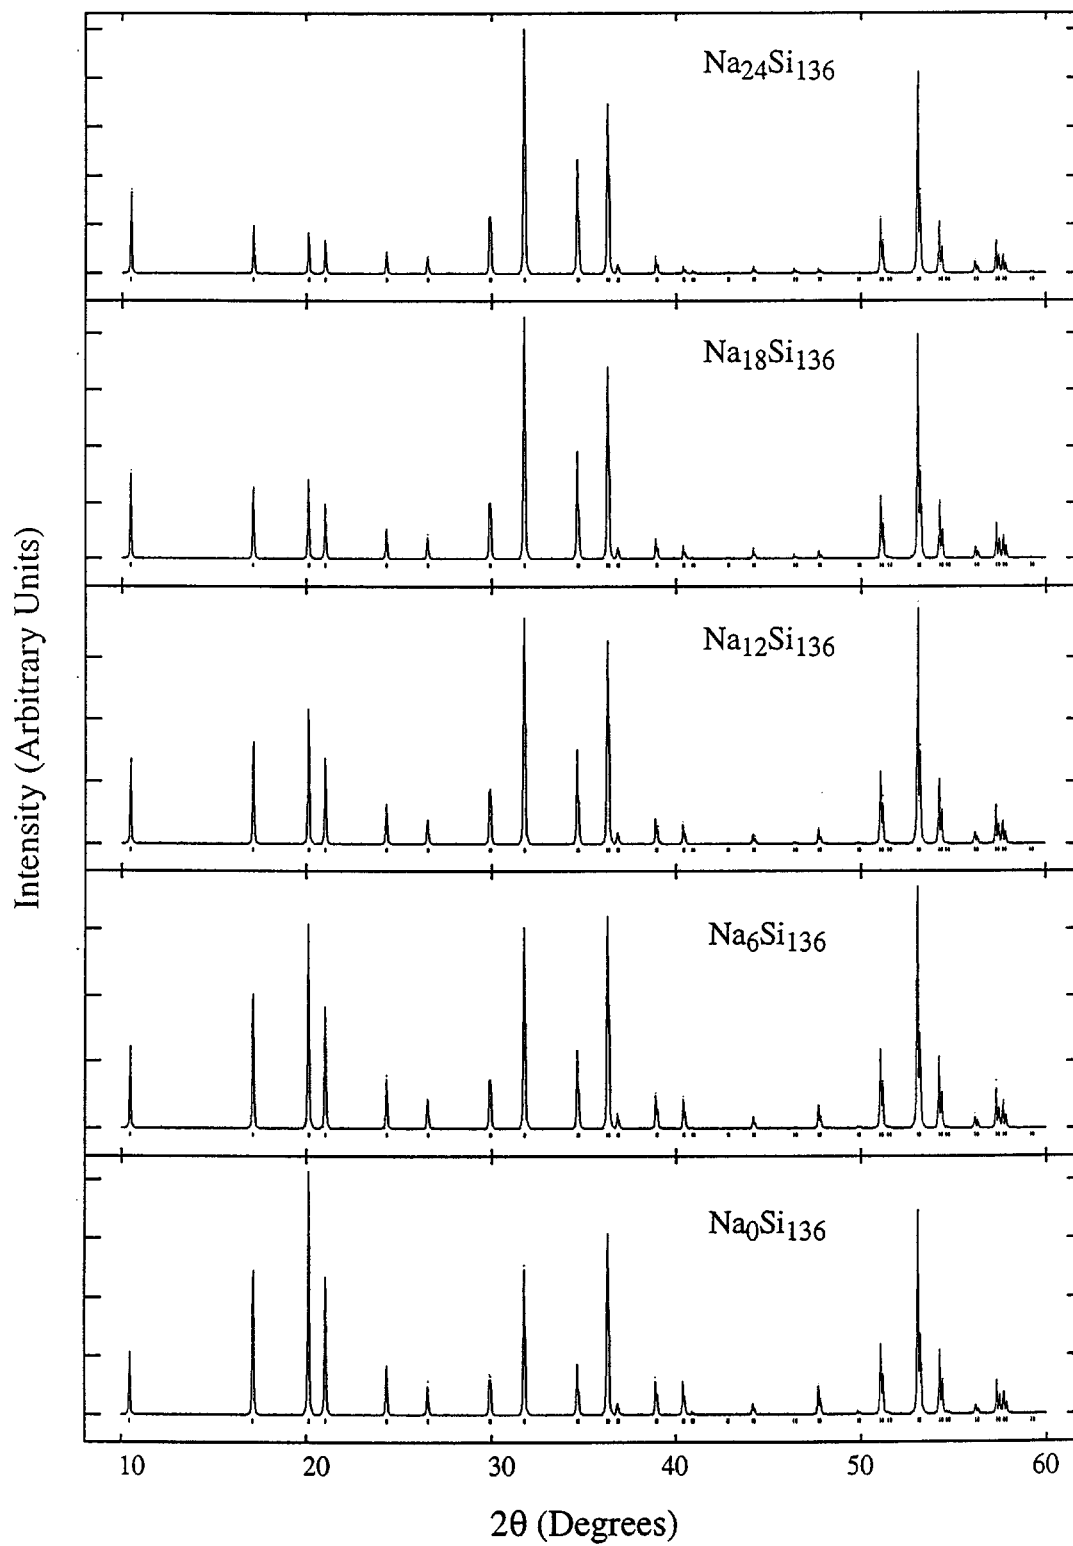 Na₂₄Si₁₃₆
Na₁₈Si₁₃₆
Na₁₂Si₁₃₆
Na₆Si₁₃₆
Na₀Si₁₃₆
Intensity (Arbitrary Units)
10 20 30 40 50 60
2θ (Degrees)